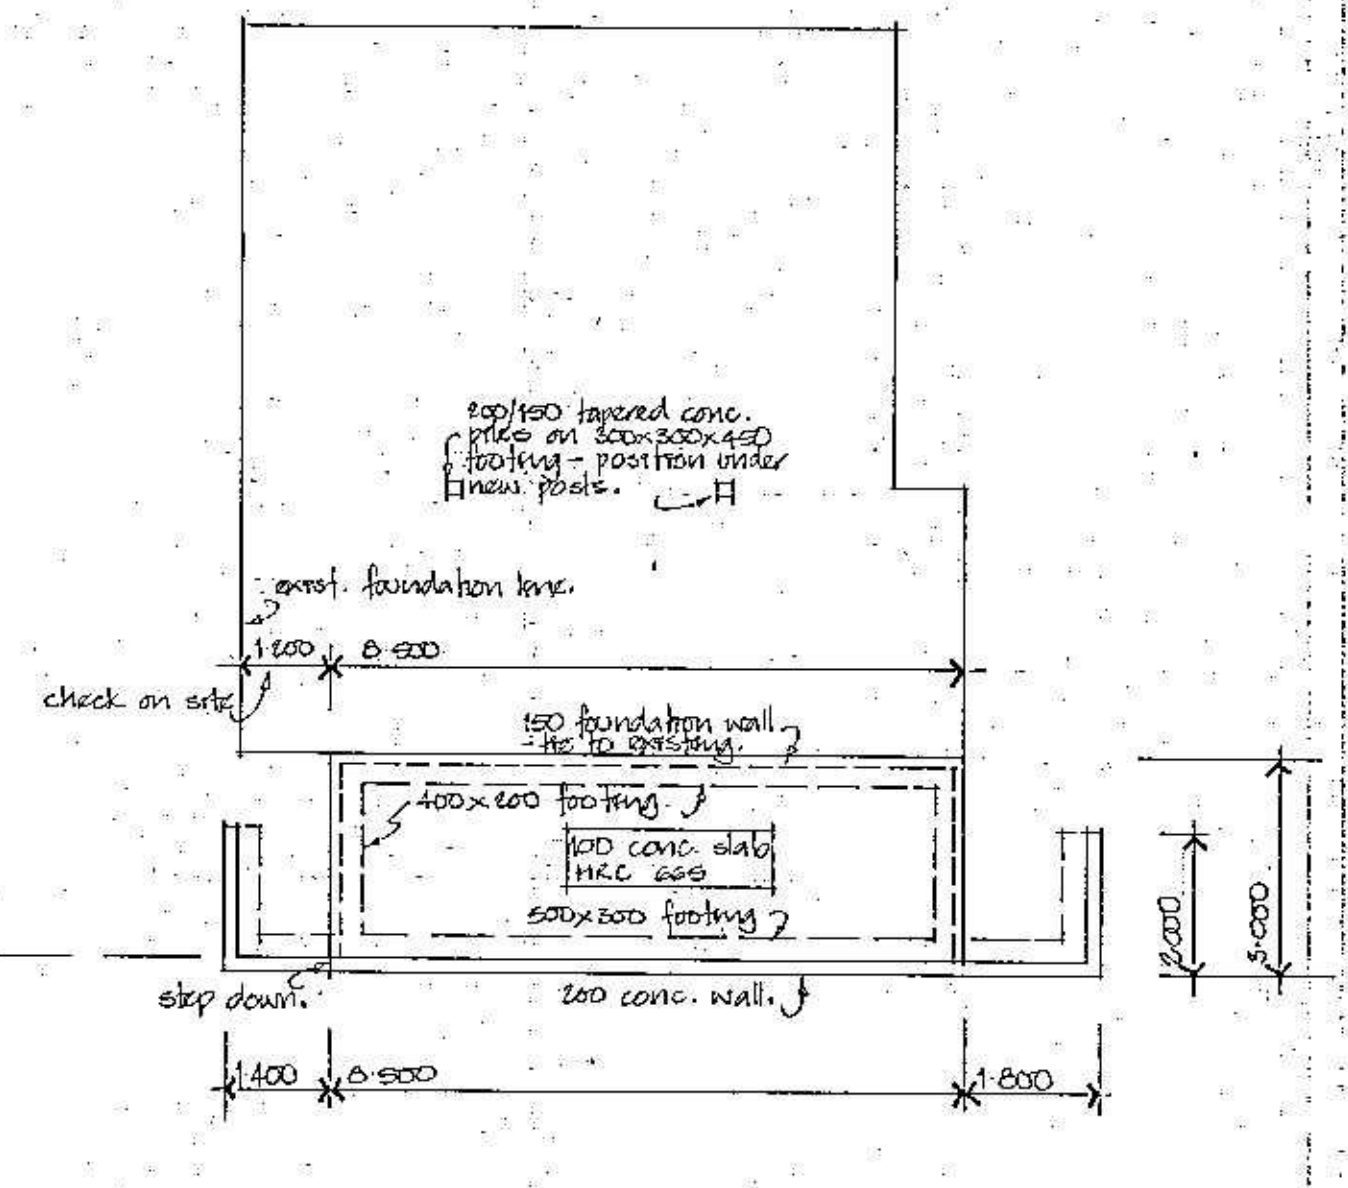 200/150 tapered conc.
piles on 300x300x450
footing - position under
new posts.
exist. foundation line.
1.200
8.500
check on site
150 foundation wall
- tie to existing.
400x200 footing
100 conc. slab
HRC 665
500x300 footing
step down.
200 conc. wall.
2.000
3.000
1.400
8.500
1.800